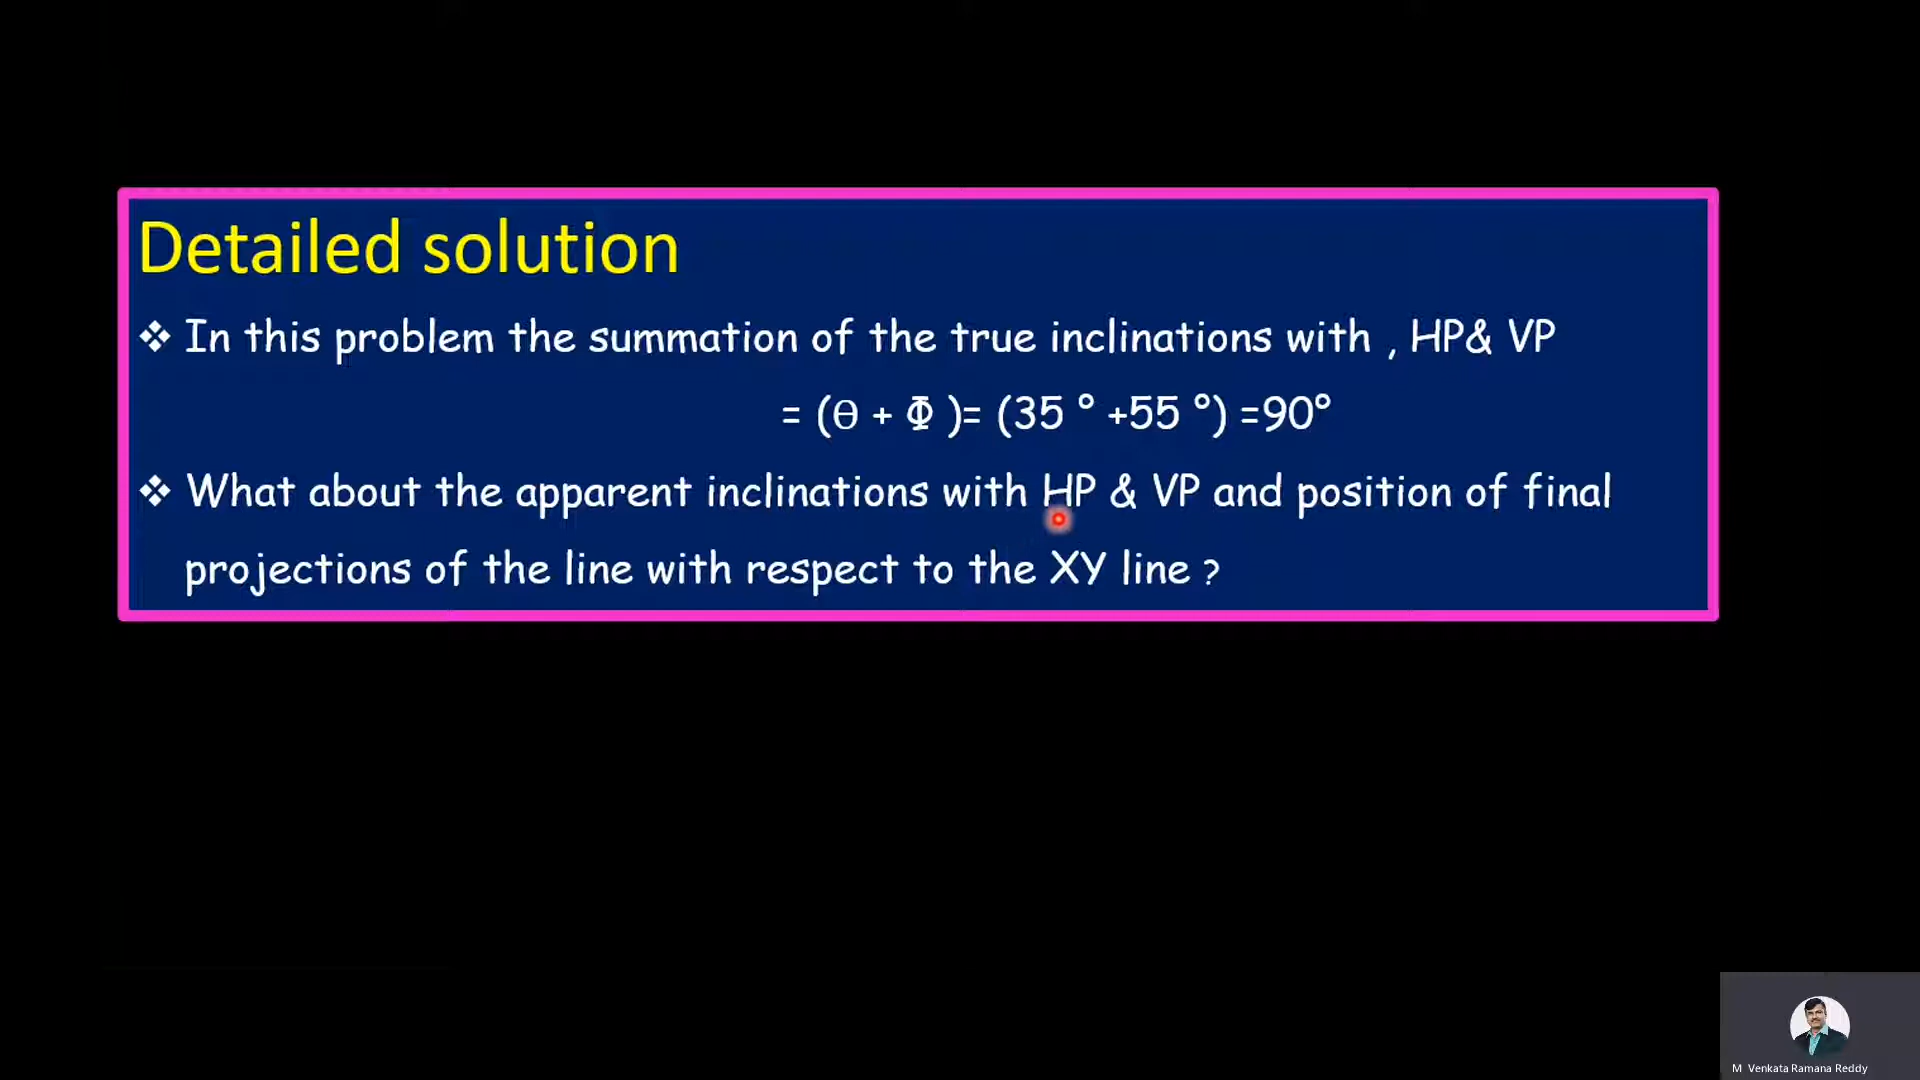 Detailed solution
❖ In this problem the summation of the true inclinations with , HP& VP
= (Ɵ + Φ )= (35 ° +55 °) =90°
❖ What about the apparent inclinations with HP & VP and position of final
projections of the line with respect to the XY line ?
M Venkata Ramana Reddy